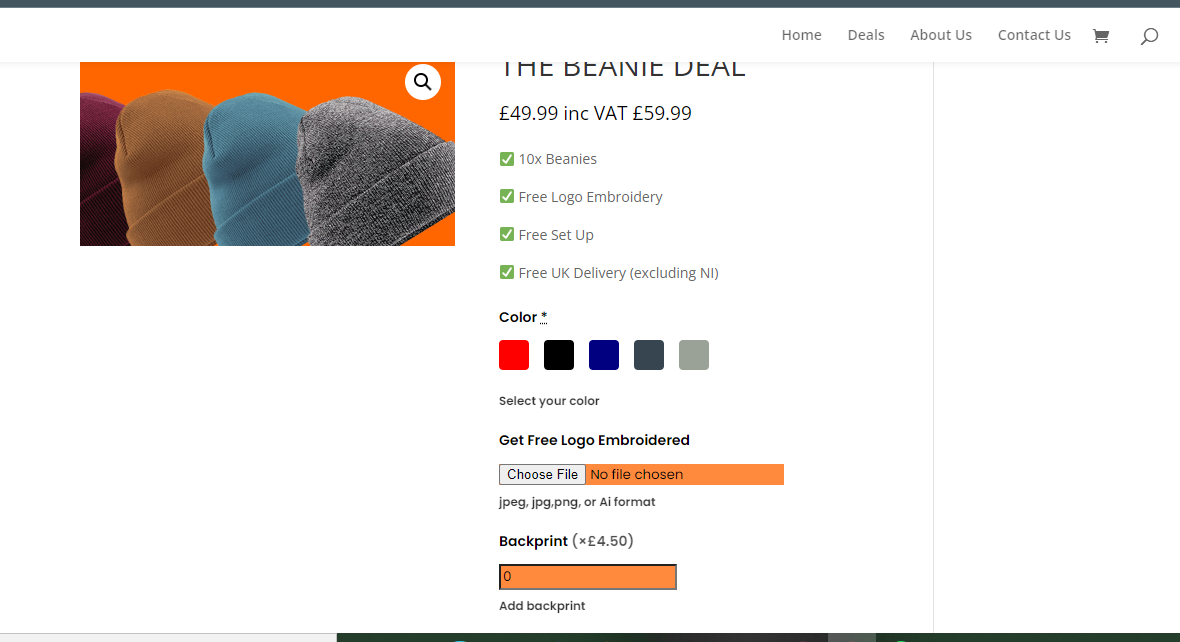 Home Deals About Us Contact Us
THE BEANIE DEAL
£49.99 inc VAT £59.99
10x Beanies
Free Logo Embroidery
Free Set Up
Free UK Delivery (excluding NI)
Color *
Select your color
Get Free Logo Embroidered
Choose File No file chosen
jpeg, jpg,png, or Ai format
Backprint (×£4.50)
0
Add backprint